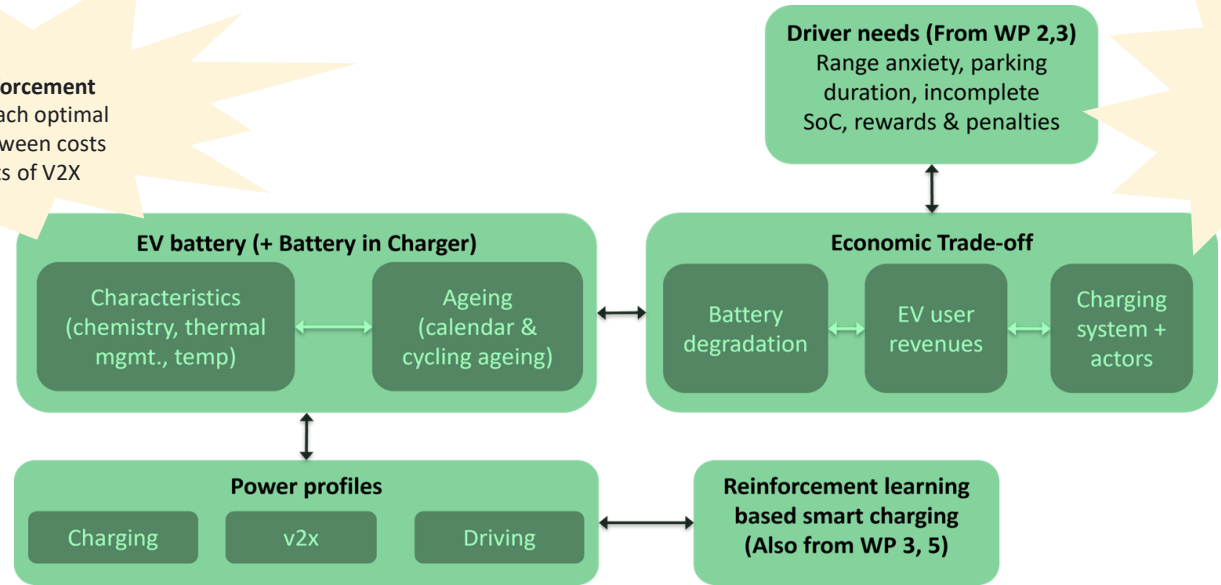 Driver needs (From WP 2,3)
Range anxiety, parking
duration, incomplete
SoC, rewards & penalties
ach optimal
ween costs
ts of V2X
EV battery (+ Battery in Charger)
Characteristics
(chemistry, thermal
mgmt., temp)
Ageing
(calendar &
cycling ageing)
Economic Trade-off
Battery
degradation
EV user
revenues
Charging
system +
actors
Power profiles
Charging
v2x
Driving
Reinforcement learning
based smart charging
(Also from WP 3, 5)